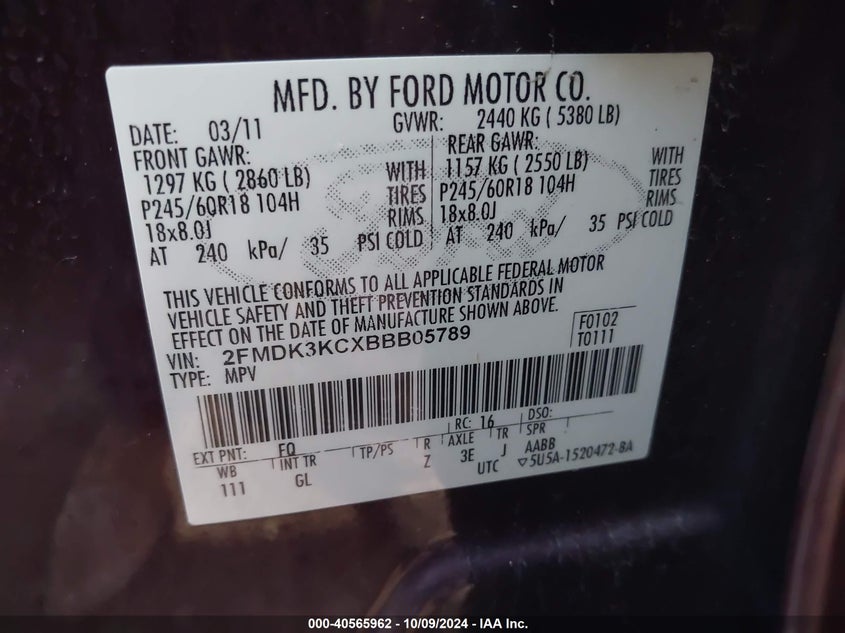 MFD. BY FORD MOTOR CO.
DATE: 03/11 GVWR: 2440 KG ( 5380 LB)
FRONT GAWR: REAR GAWR:
1297 KG ( 2860 LB) WITH 1157 KG ( 2550 LB) WITH
P245/60R18 104H TIRES P245/60R18 104H TIRES
18x8.0J RIMS 18x8.0J RIMS
AT 240 kPa/ 35 PSI COLD AT 240 kPa/ 35 PSI COLD
Ford
THIS VEHICLE CONFORMS TO ALL APPLICABLE FEDERAL MOTOR
VEHICLE SAFETY AND THEFT PREVENTION STANDARDS IN
EFFECT ON THE DATE OF MANUFACTURE SHOWN ABOVE.
VIN: 2FMDK3KCXBBB05789 F0102
TYPE: MPV T0111
RC: 16 DSO:
EXT PNT: FQ
WB INT TR TP/PS R AXLE TR SPR
111 GL Z 3E J AABB
UTC ▽5U5A-1520472-BA
000-40565962 - 10/09/2024 - IAA Inc.